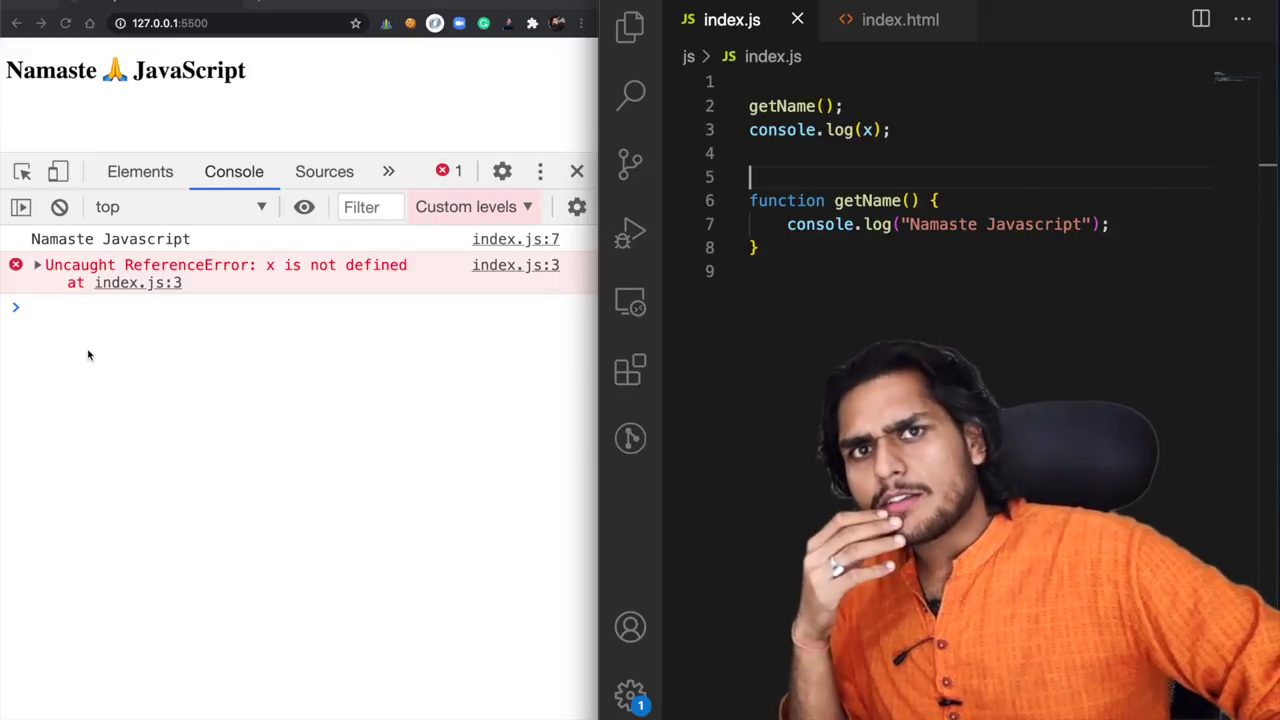 127.0.0.1:5500
Namaste 🙏 JavaScript
Elements Console Sources » 1
top Filter Custom levels
Namaste Javascript index.js:7
Uncaught ReferenceError: x is not defined index.js:3
at index.js:3
>
JS index.js <> index.html
js > JS index.js
1
2 getName();
3 console.log(x);
4
5
6 function getName() {
7 console.log("Namaste Javascript");
8 }
9
1